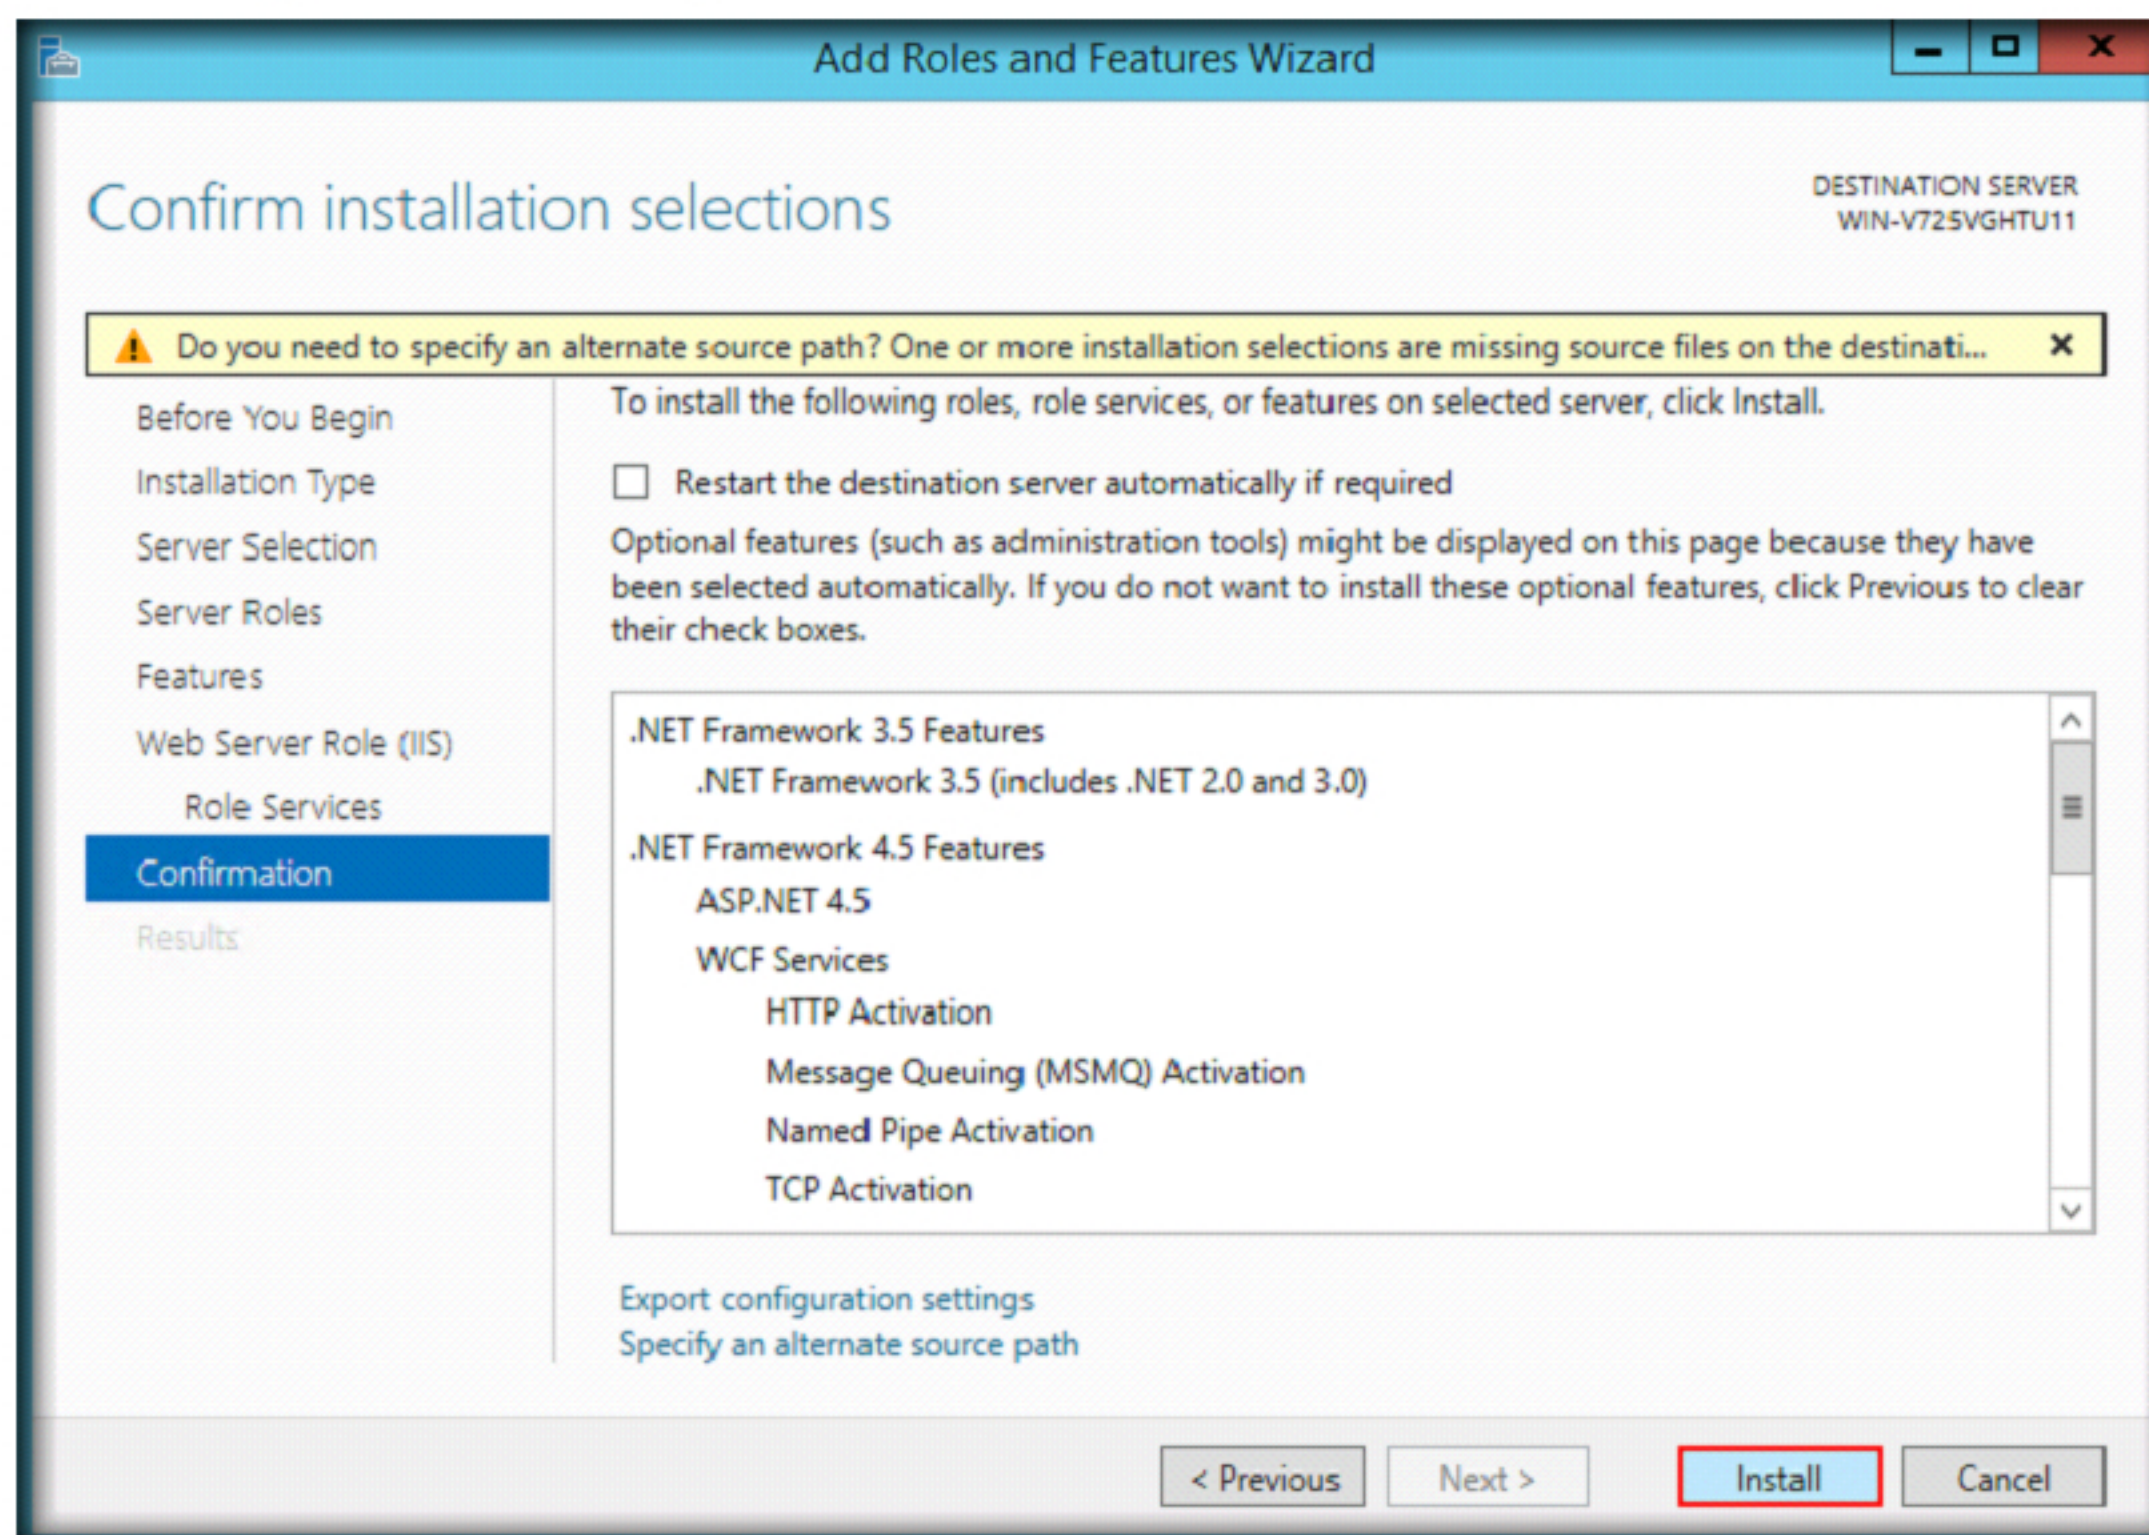 Add Roles and Features Wizard
Confirm installation selections
DESTINATION SERVER
WIN-V725VGHTU11
Do you need to specify an alternate source path? One or more installation selections are missing source files on the destinati...
Before You Begin
Installation Type
Server Selection
Server Roles
Features
Web Server Role (IIS)
Role Services
Confirmation
Results
To install the following roles, role services, or features on selected server, click Install.
Restart the destination server automatically if required
Optional features (such as administration tools) might be displayed on this page because they have
been selected automatically. If you do not want to install these optional features, click Previous to clear
their check boxes.
.NET Framework 3.5 Features
.NET Framework 3.5 (includes .NET 2.0 and 3.0)
.NET Framework 4.5 Features
ASP.NET 4.5
WCF Services
HTTP Activation
Message Queuing (MSMQ) Activation
Named Pipe Activation
TCP Activation
Export configuration settings
Specify an alternate source path
< Previous
Next >
Install
Cancel